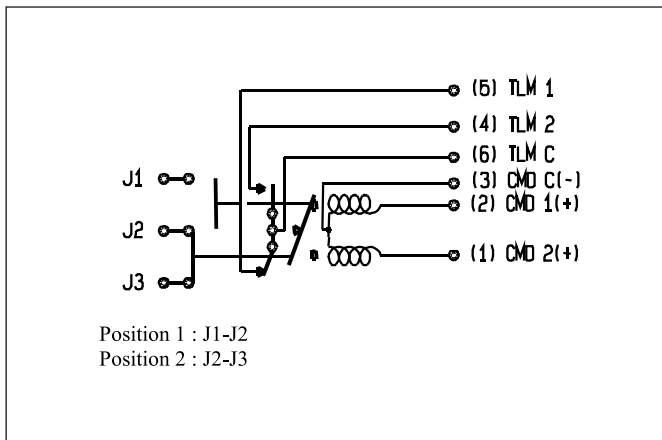 (5) TLM 1
(4) TLM 2
(6) TLM C
(3) CMD C(-)
(2) CMD 1(+)
(1) CMD 2(+)
J1
J2
J3
Position 1 : J1-J2
Position 2 : J2-J3